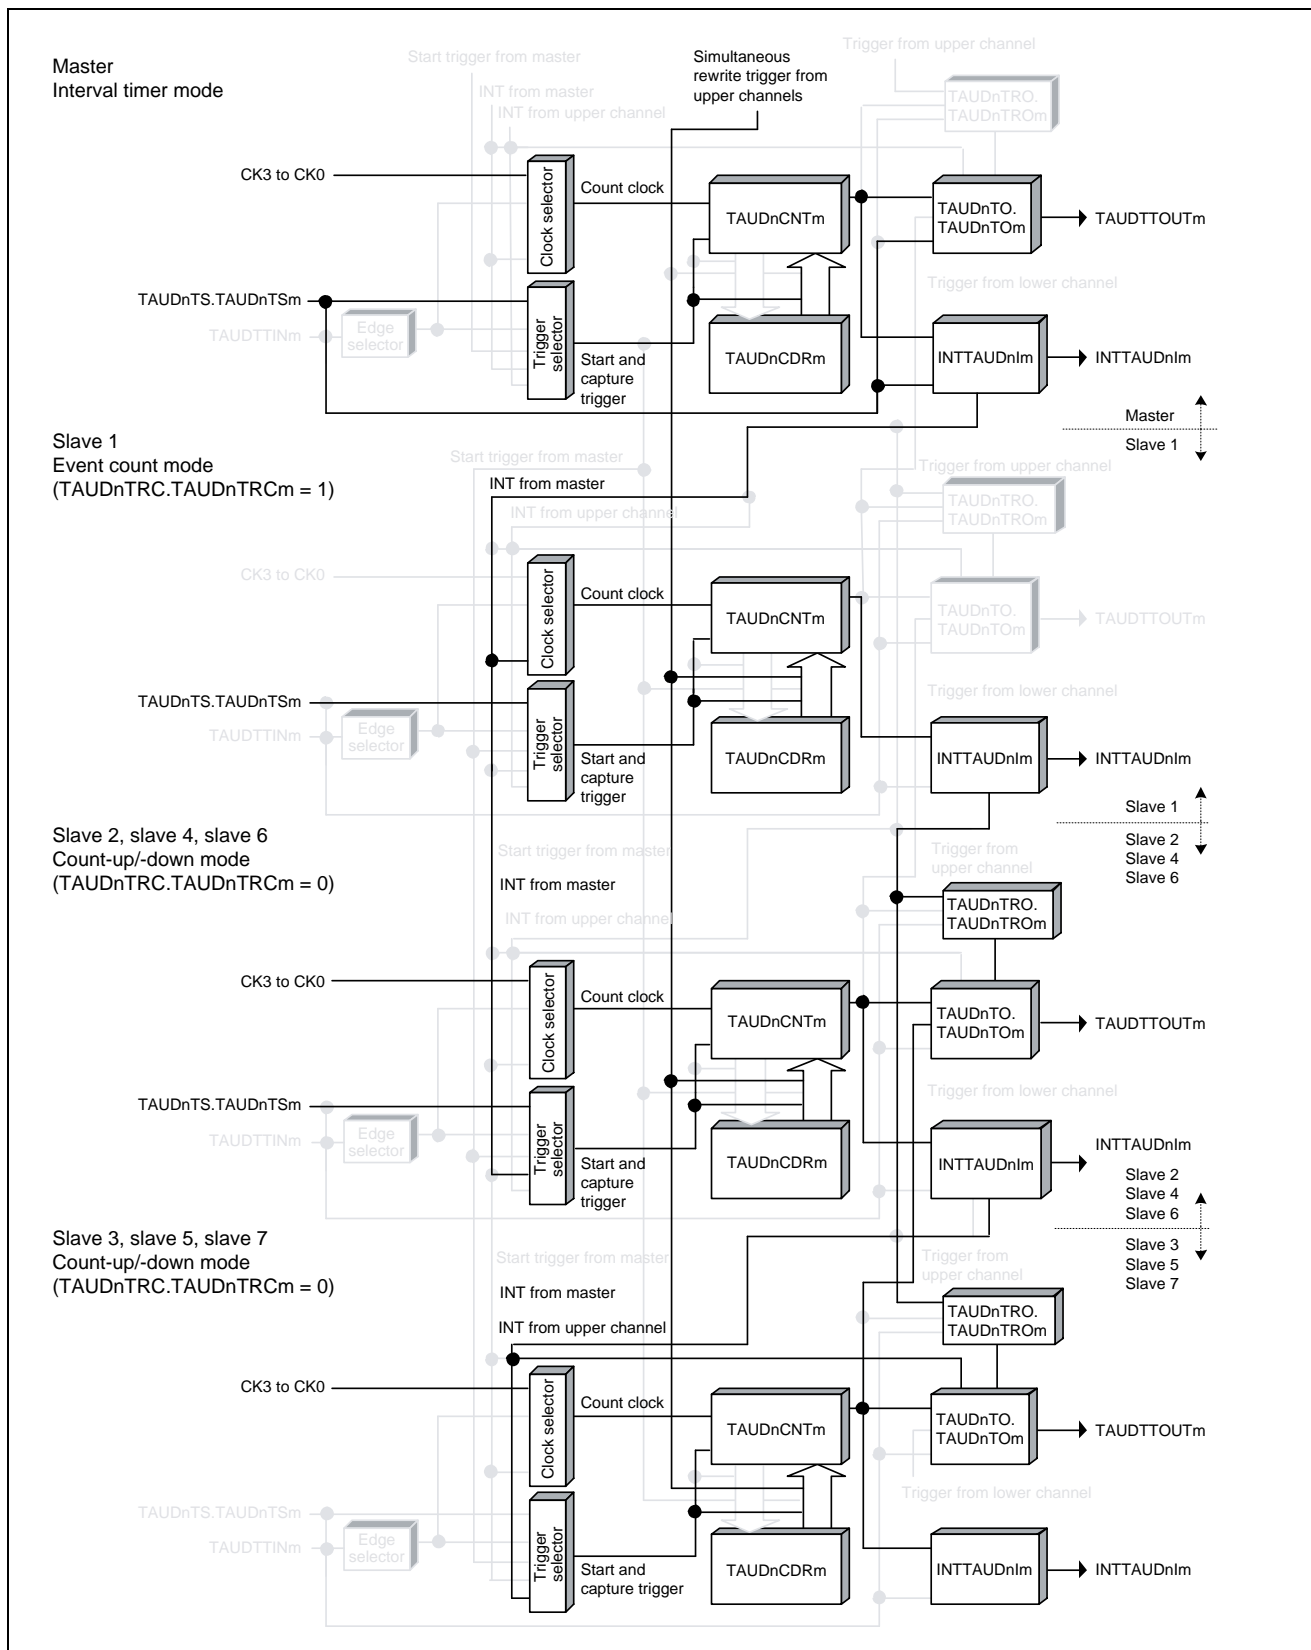 Master
Interval timer mode
Start trigger from master
INT from master
INT from upper channel
Simultaneous
rewrite trigger from
upper channels
Trigger from upper channel
TAUDnTRO.
TAUDnTROm
CK3 to CK0
Clock selector
Count clock
TAUDnCNTm
TAUDnTO.
TAUDnTOm
TAUDTTOUTm
Trigger from lower channel
TAUDnTS.TAUDnTSm
TAUDTTINm
Edge
selector
Trigger
selector
Start and
capture
trigger
TAUDnCDRm
INTTAUDnIm
INTTAUDnIm
Master
Slave 1
Slave 1
Event count mode
(TAUDnTRC.TAUDnTRCm = 1)
Start trigger from master
INT from master
INT from upper channel
Trigger from upper channel
TAUDnTRO.
TAUDnTROm
CK3 to CK0
Clock selector
Count clock
TAUDnCNTm
TAUDnTO.
TAUDnTOm
TAUDTTOUTm
Trigger from lower channel
TAUDnTS.TAUDnTSm
TAUDTTINm
Edge
selector
Trigger
selector
Start and
capture
trigger
TAUDnCDRm
INTTAUDnIm
INTTAUDnIm
Slave 1
Slave 2
Slave 4
Slave 6
Slave 2, slave 4, slave 6
Count-up/-down mode
(TAUDnTRC.TAUDnTRCm = 0)
Start trigger from master
INT from master
INT from upper channel
Trigger from
upper channel
TAUDnTRO.
TAUDnTROm
CK3 to CK0
Clock selector
Count clock
TAUDnCNTm
TAUDnTO.
TAUDnTOm
TAUDTTOUTm
Trigger from lower channel
TAUDnTS.TAUDnTSm
TAUDTTINm
Edge
selector
Trigger
selector
Start and
capture
trigger
TAUDnCDRm
INTTAUDnIm
INTTAUDnIm
Slave 2
Slave 4
Slave 6
Slave 3
Slave 5
Slave 7
Slave 3, slave 5, slave 7
Count-up/-down mode
(TAUDnTRC.TAUDnTRCm = 0)
Start trigger from master
INT from master
INT from upper channel
Trigger from
upper channel
TAUDnTRO.
TAUDnTROm
CK3 to CK0
Clock selector
Count clock
TAUDnCNTm
TAUDnTO.
TAUDnTOm
TAUDTTOUTm
Trigger from lower channel
TAUDnTS.TAUDnTSm
TAUDTTINm
Edge
selector
Trigger
selector
Start and
capture trigger
TAUDnCDRm
INTTAUDnIm
INTTAUDnIm